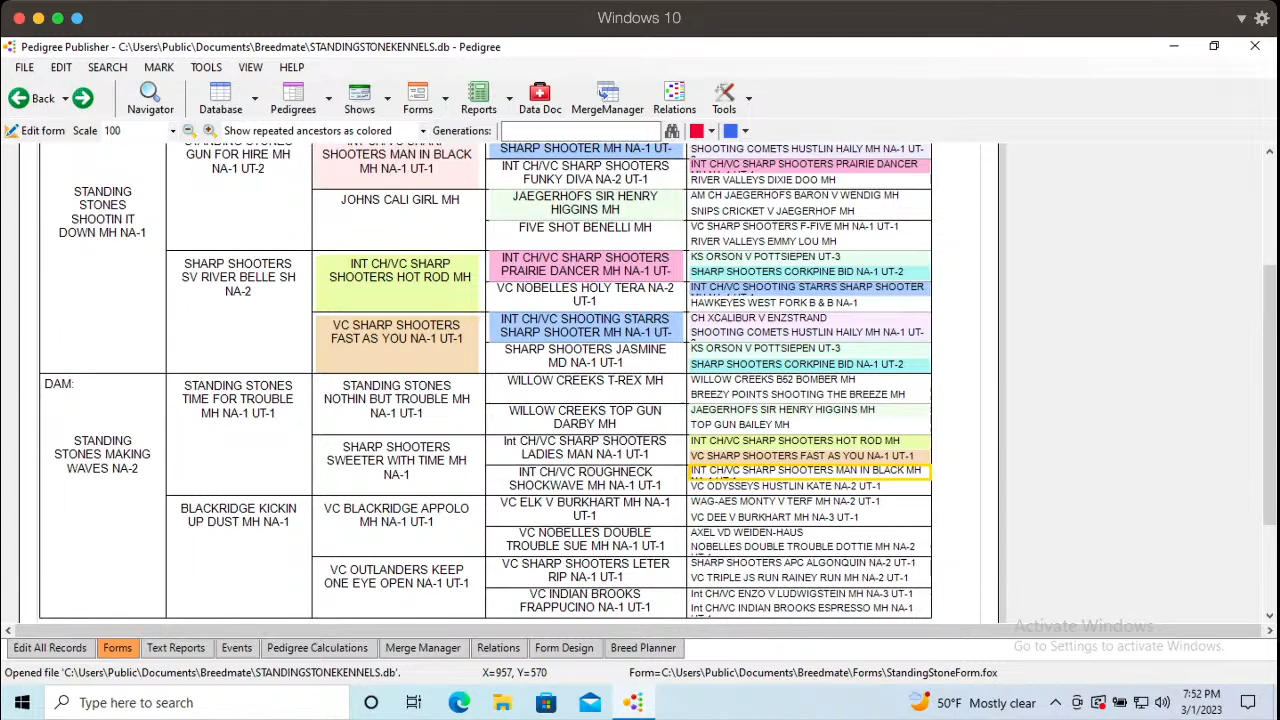 Windows 10
Pedigree Publisher - C:\Users\Public\Documents\Breedmate\STANDINGSTONEKENNELS.db - Pedigree
FILE EDIT SEARCH MARK TOOLS VIEW HELP
Back Navigator Database Pedigrees Shows Forms Reports Data Doc MergeManager Relations Tools
Edit form Scale 100 Show repeated ancestors as colored Generations:
STANDING
STONES
SHOOTIN IT
DOWN MH NA-1
GUN FOR HIRE MH
NA-1 UT-2
SHOOTERS MAN IN BLACK
MH NA-1 UT-1
SHARP SHOOTER MH NA-1 UT-
SHOOTING COMETS HUSTLIN HAILY MH NA-1 UT-
INT CH/VC SHARP SHOOTERS
FUNKY DIVA NA-2 UT-1
INT CH/VC SHARP SHOOTERS PRAIRIE DANCER
RIVER VALLEYS DIXIE DOO MH
JOHNS CALI GIRL MH
JAEGERHOFS SIR HENRY
HIGGINS MH
AM CH JAEGERHOFS BARON V WENDIG MH
SNIPS CRICKET V JAEGERHOF MH
FIVE SHOT BENELLI MH
VC SHARP SHOOTERS F-FIVE MH NA-1 UT-1
RIVER VALLEYS EMMY LOU MH
SHARP SHOOTERS
SV RIVER BELLE SH
NA-2
INT CH/VC SHARP
SHOOTERS HOT ROD MH
INT CH/VC SHARP SHOOTERS
PRAIRIE DANCER MH NA-1 UT-
KS ORSON V POTTSIEPEN UT-3
SHARP SHOOTERS CORKPINE BID NA-1 UT-2
VC NOBELLES HOLY TERA NA-2
UT-1
INT CH/VC SHOOTING STARRS SHARP SHOOTER
HAWKEYES WEST FORK B & B NA-1
VC SHARP SHOOTERS
FAST AS YOU NA-1 UT-1
INT CH/VC SHOOTING STARRS
SHARP SHOOTER MH NA-1 UT-
CH XCALIBUR V ENZSTRAND
SHOOTING COMETS HUSTLIN HAILY MH NA-1 UT-
SHARP SHOOTERS JASMINE
MD NA-1 UT-1
KS ORSON V POTTSIEPEN UT-3
SHARP SHOOTERS CORKPINE BID NA-1 UT-2
DAM:
STANDING
STONES MAKING
WAVES NA-2
STANDING STONES
TIME FOR TROUBLE
MH NA-1 UT-1
STANDING STONES
NOTHIN BUT TROUBLE MH
NA-1 UT-1
WILLOW CREEKS T-REX MH
WILLOW CREEKS B52 BOMBER MH
BREEZY POINTS SHOOTING THE BREEZE MH
WILLOW CREEKS TOP GUN
DARBY MH
JAEGERHOFS SIR HENRY HIGGINS MH
TOP GUN BAILEY MH
SHARP SHOOTERS
SWEETER WITH TIME MH
NA-1
Int CH/VC SHARP SHOOTERS
LADIES MAN NA-1 UT-1
INT CH/VC SHARP SHOOTERS HOT ROD MH
VC SHARP SHOOTERS FAST AS YOU NA-1 UT-1
INT CH/VC ROUGHNECK
SHOCKWAVE MH NA-1 UT-1
INT CH/VC SHARP SHOOTERS MAN IN BLACK MH
VC ODYSSEYS HUSTLIN KATE NA-2 UT-1
BLACKRIDGE KICKIN
UP DUST MH NA-1
VC BLACKRIDGE APPOLO
MH NA-1 UT-1
VC ELK V BURKHART MH NA-1
UT-1
WAG-AES MONTY V TERF MH NA-2 UT-1
VC DEE V BURKHART MH NA-3 UT-1
VC NOBELLES DOUBLE
TROUBLE SUE MH NA-1 UT-1
AXEL VD WEIDEN-HAUS
NOBELLES DOUBLE TROUBLE DOTTIE MH NA-2
VC OUTLANDERS KEEP
ONE EYE OPEN NA-1 UT-1
VC SHARP SHOOTERS LETER
RIP NA-1 UT-1
SHARP SHOOTERS APC ALGONQUIN NA-2 UT-1
VC TRIPLE JS RUN RAINEY RUN MH NA-2 UT-1
VC INDIAN BROOKS
FRAPPUCINO NA-1 UT-1
Int CH/VC ENZO V LUDWIGSTEIN MH NA-3 UT-1
Int CH/VC INDIAN BROOKS ESPRESSO MH NA-1
Activate Windows
Go to Settings to activate Windows.
Edit All Records Forms Text Reports Events Pedigree Calculations Merge Manager Relations Form Design Breed Planner
Opened file 'C:\Users\Public\Documents\Breedmate\STANDINGSTONEKENNELS.db'. X=957, Y=570 Form=C:\Users\Public\Documents\Breedmate\Forms\StandingStoneForm.fox
Type here to search
50°F Mostly clear
7:52 PM
3/1/2023